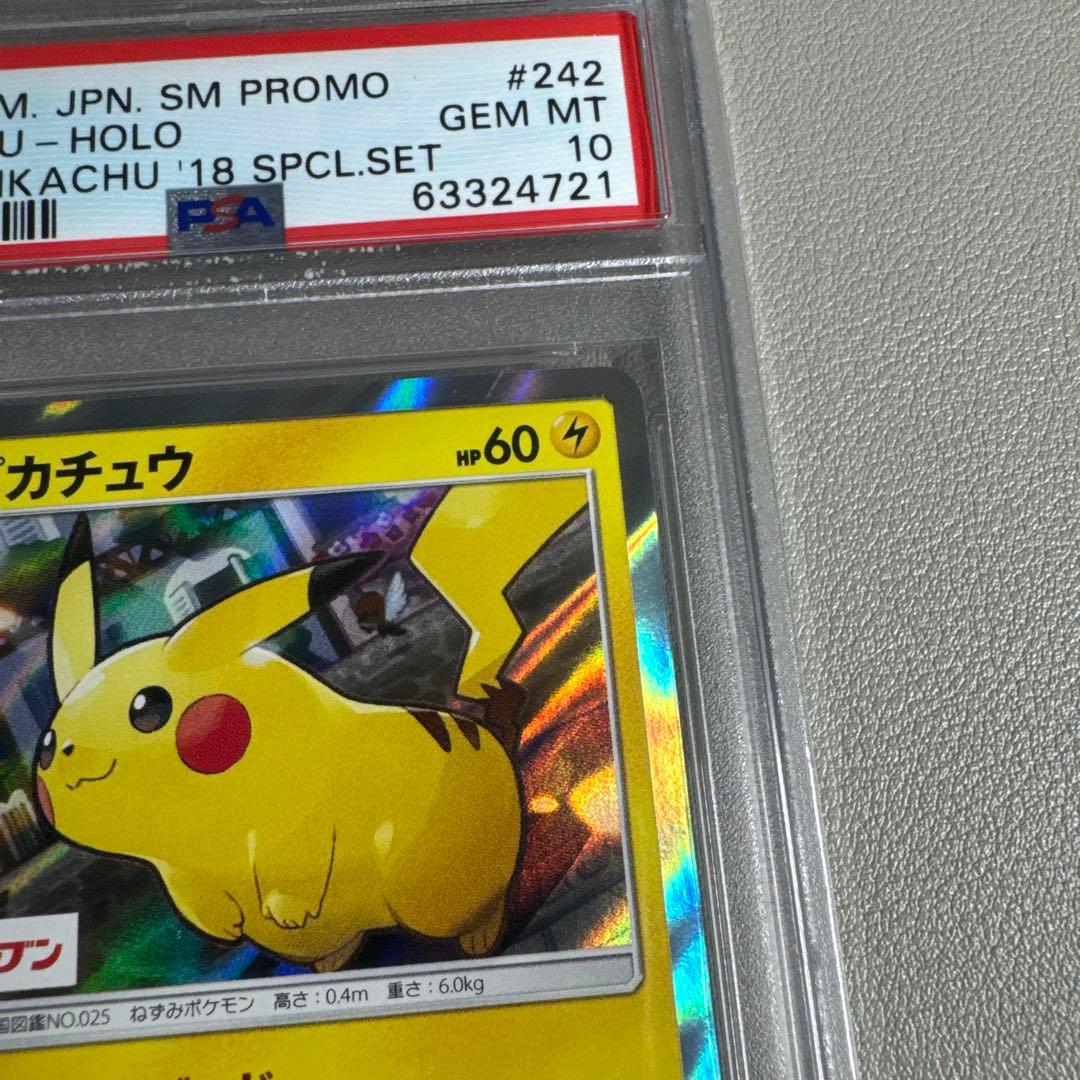 M. JPN. SM PROMO #242
U - HOLO GEM MT
IKACHU '18 SPCL.SET 10
63324721
PSA
カチュウ HP60
ブン
図鑑NO.025 ねずみポケモン 高さ：0.4m 重さ：6.0kg